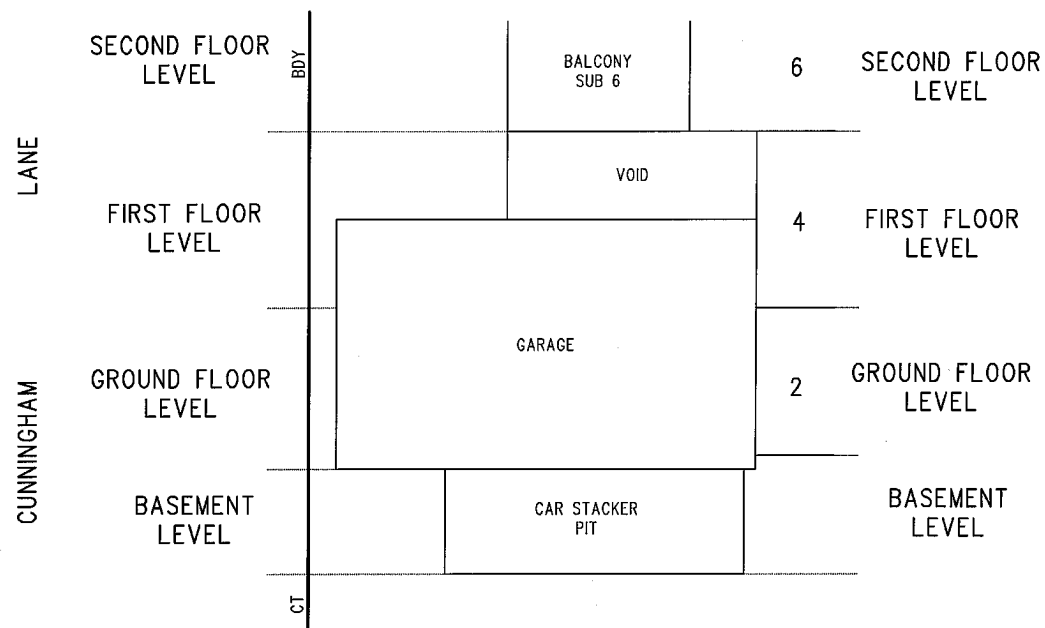 SECOND FLOOR
LEVEL
BDY
BALCONY
SUB 6
6
SECOND FLOOR
LEVEL
LANE
VOID
FIRST FLOOR
LEVEL
4
FIRST FLOOR
LEVEL
GARAGE
CUNNINGHAM
GROUND FLOOR
LEVEL
2
GROUND FLOOR
LEVEL
BASEMENT
LEVEL
CAR STACKER
PIT
BASEMENT
LEVEL
CT